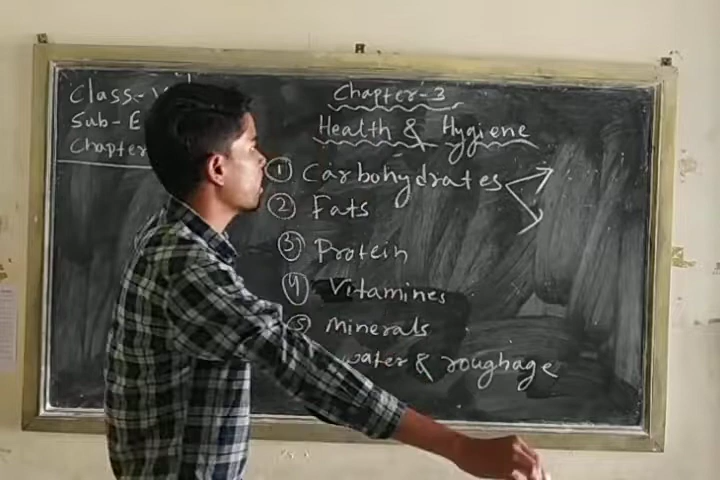 Class-
Sub- E
Chapter
Chapter-3
Health & Hygiene
1 Carbohydrates
2 Fats
3 Protein
4 Vitamines
5 Minerals
water & roughage